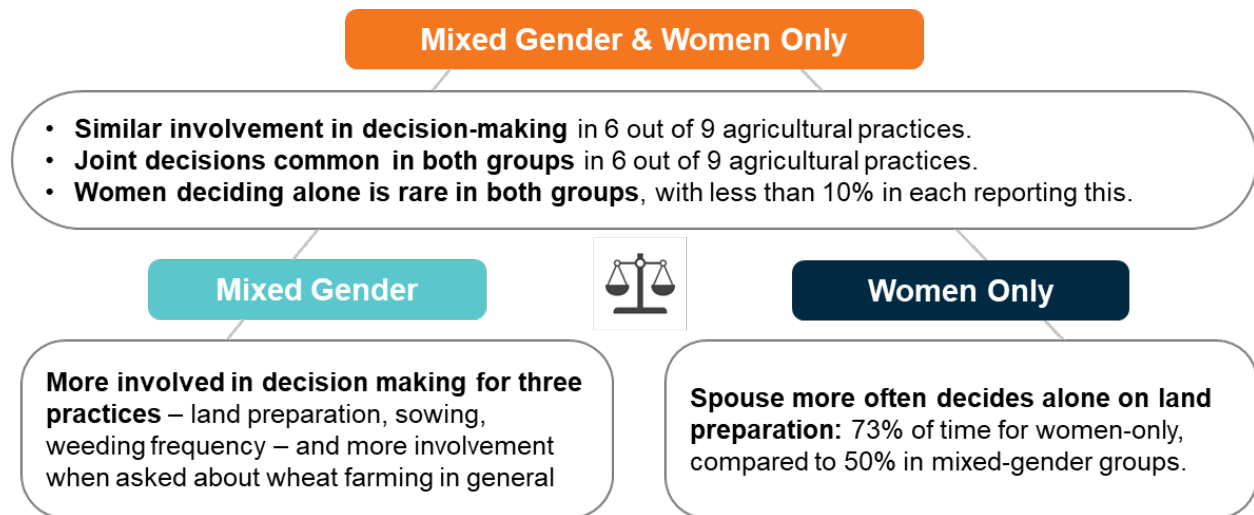 Mixed Gender & Women Only
• Similar involvement in decision-making in 6 out of 9 agricultural practices.
• Joint decisions common in both groups in 6 out of 9 agricultural practices.
• Women deciding alone is rare in both groups, with less than 10% in each reporting this.
Mixed Gender
Women Only
More involved in decision making for three
practices – land preparation, sowing,
weeding frequency – and more involvement
when asked about wheat farming in general
Spouse more often decides alone on land
preparation: 73% of time for women-only,
compared to 50% in mixed-gender groups.